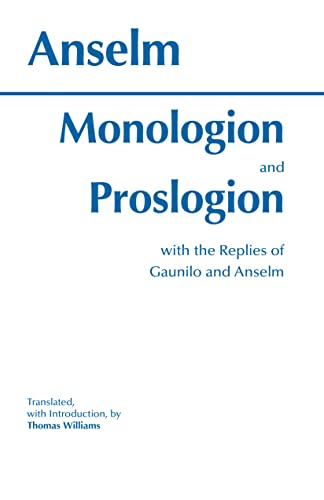 Anselm
Monologion
and
Proslogion
with the Replies of
Gaunilo and Anselm
Translated,
with Introduction, by
Thomas Williams